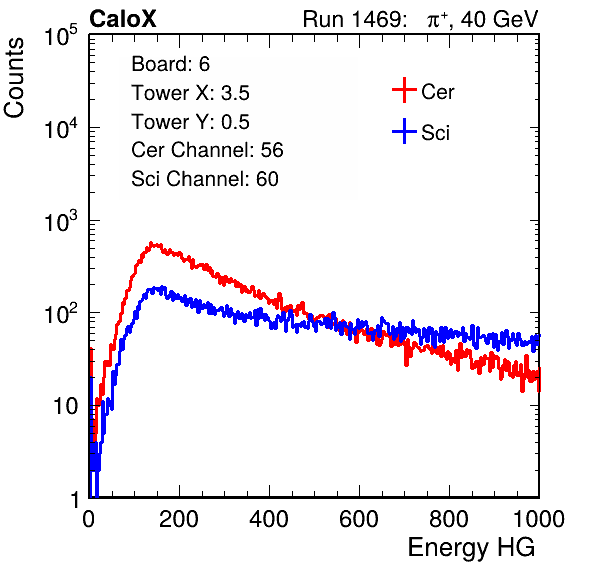 CaloX Run 1469: π⁺, 40 GeV
Counts
10⁵
10⁴
10³
10²
10
1
Board: 6
Tower X: 3.5
Tower Y: 0.5
Cer Channel: 56
Sci Channel: 60
Cer
Sci
0 200 400 600 800 1000
Energy HG